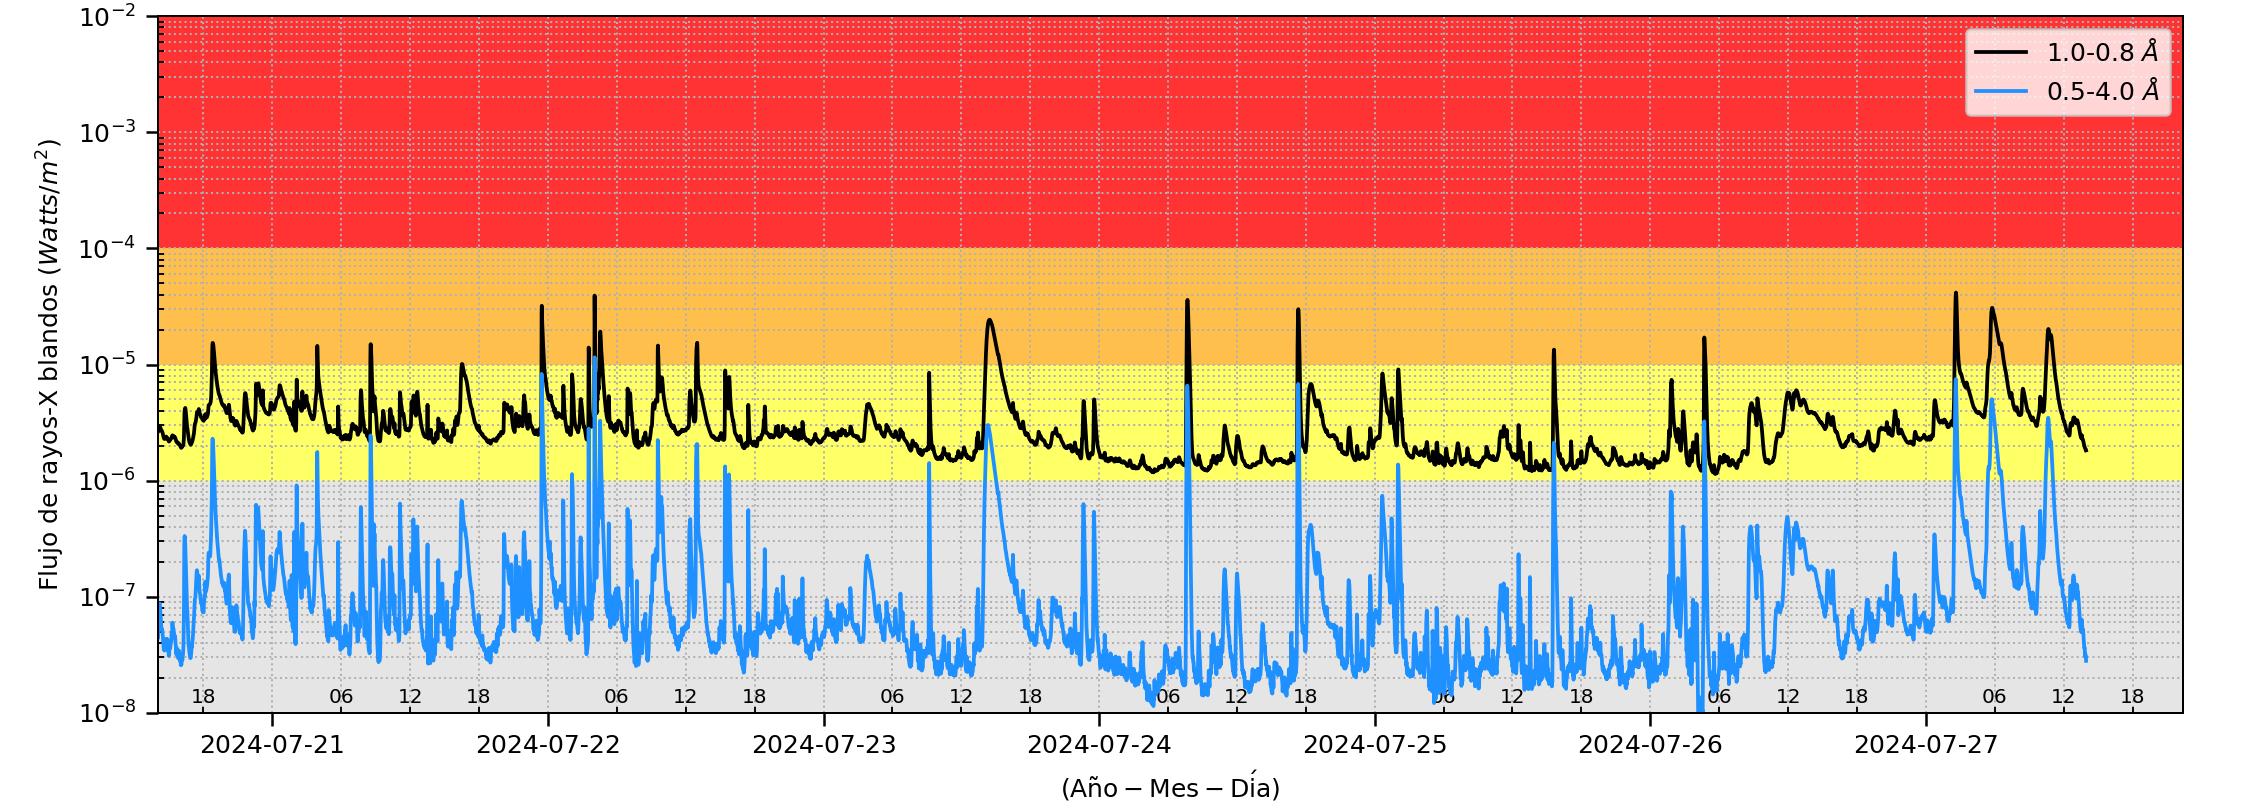 10⁻²
10⁻³
10⁻⁴
10⁻⁵
10⁻⁶
10⁻⁷
10⁻⁸
Flujo de rayos-X blandos (Watts/m²)
1.0-0.8 Å
0.5-4.0 Å
18 06 12 18 06 12 18 06 12 18 06 12 18 06 12 18 06 12 18 06 12 18
2024-07-21 2024-07-22 2024-07-23 2024-07-24 2024-07-25 2024-07-26 2024-07-27
(Año − Mes − Día)